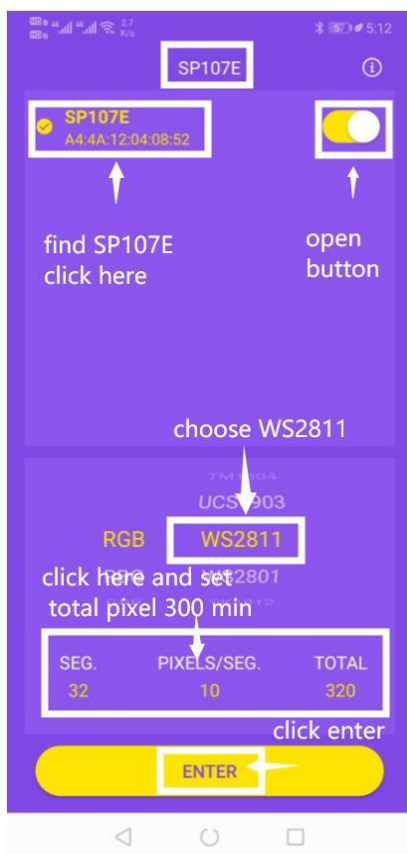 2.7
K/s
5:12
SP107E
SP107E
A4:4A:12:04:08:52
find SP107E
click here
open
button
choose WS2811
TM1804
RGB WS2811
click here and set
total pixel 300 min
SEG. PIXELS/SEG. TOTAL
32 10 320
click enter
ENTER